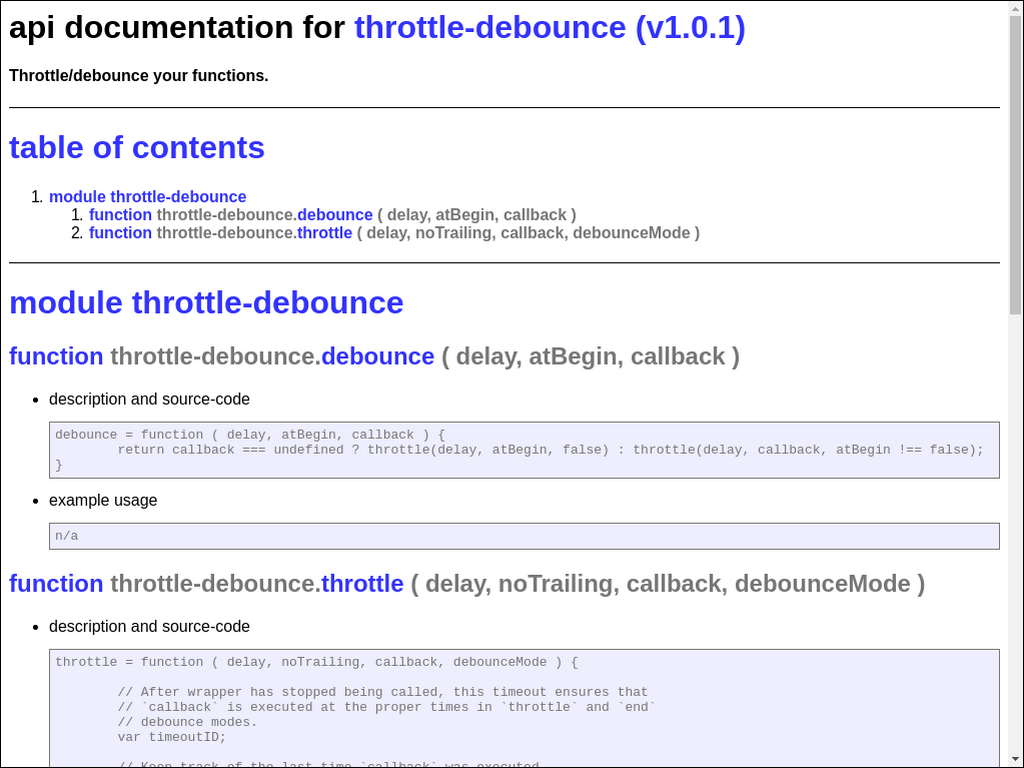 api documentation for throttle-debounce (v1.0.1)
Throttle/debounce your functions.
table of contents
1. module throttle-debounce
1. function throttle-debounce.debounce ( delay, atBegin, callback )
2. function throttle-debounce.throttle ( delay, noTrailing, callback, debounceMode )
module throttle-debounce
function throttle-debounce.debounce ( delay, atBegin, callback )
• description and source-code
debounce = function ( delay, atBegin, callback ) {
return callback === undefined ? throttle(delay, atBegin, false) : throttle(delay, callback, atBegin !== false);
}
• example usage
n/a
function throttle-debounce.throttle ( delay, noTrailing, callback, debounceMode )
• description and source-code
throttle = function ( delay, noTrailing, callback, debounceMode ) {
// After wrapper has stopped being called, this timeout ensures that
// `callback` is executed at the proper times in `throttle` and `end`
// debounce modes.
var timeoutID;
// Keep track of the last time `callback` was executed